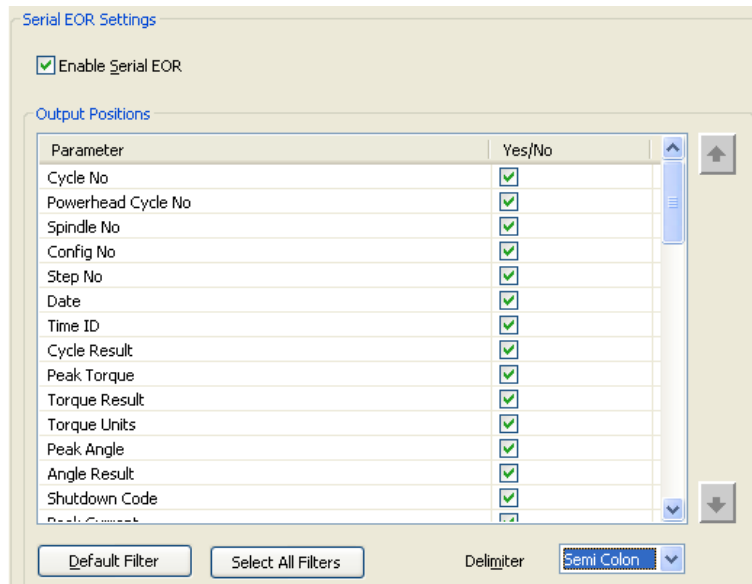 Serial EOR Settings
Enable Serial EOR
Output Positions
Parameter Yes/No
Cycle No
Powerhead Cycle No
Spindle No
Config No
Step No
Date
Time ID
Cycle Result
Peak Torque
Torque Result
Torque Units
Peak Angle
Angle Result
Shutdown Code
Peak Current
Default Filter Select All Filters Delimiter Semi Colon